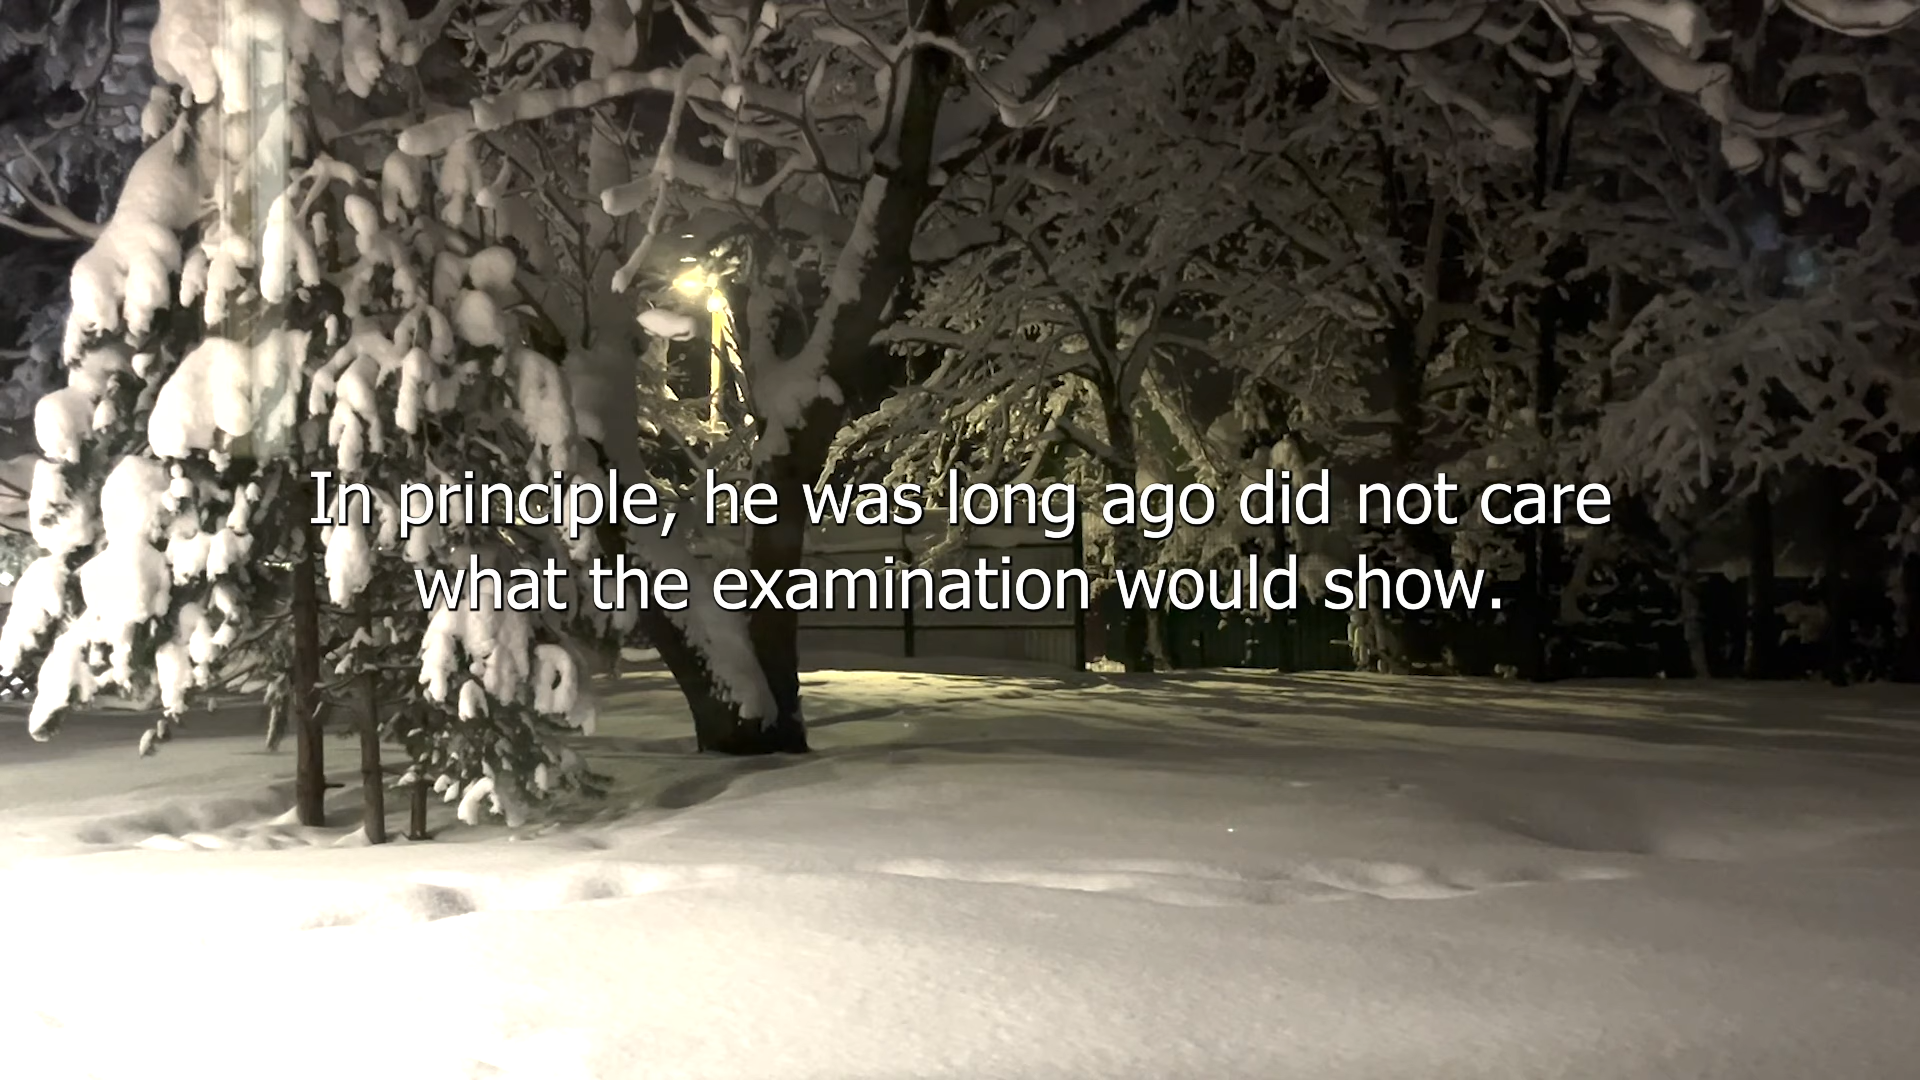 In principle, he was long ago did not care
what the examination would show.